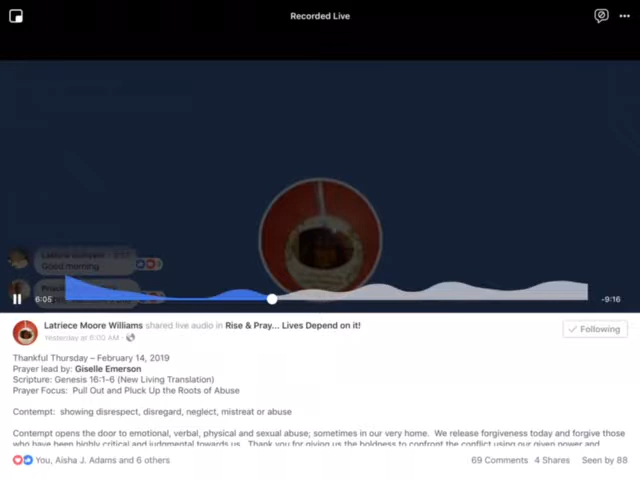 Recorded Live
Good morning
6:05
-9:16
Latriece Moore Williams shared live audio in Rise & Pray... Lives Depend on it!
Yesterday at 6:00 AM ·
Following
Thankful Thursday – February 14, 2019
Prayer lead by: Giselle Emerson
Scripture: Genesis 16:1-6 (New Living Translation)
Prayer Focus: Pull Out and Pluck Up the Roots of Abuse
Contempt: showing disrespect, disregard, neglect, mistreat or abuse
Contempt opens the door to emotional, verbal, physical and sexual abuse; sometimes in our very home. We release forgiveness today and forgive those
who have been highly critical and judgmental towards us. Thank you for giving us the boldness to confront the conflict using our given power and
You, Aisha J. Adams and 6 others
69 Comments 4 Shares Seen by 88